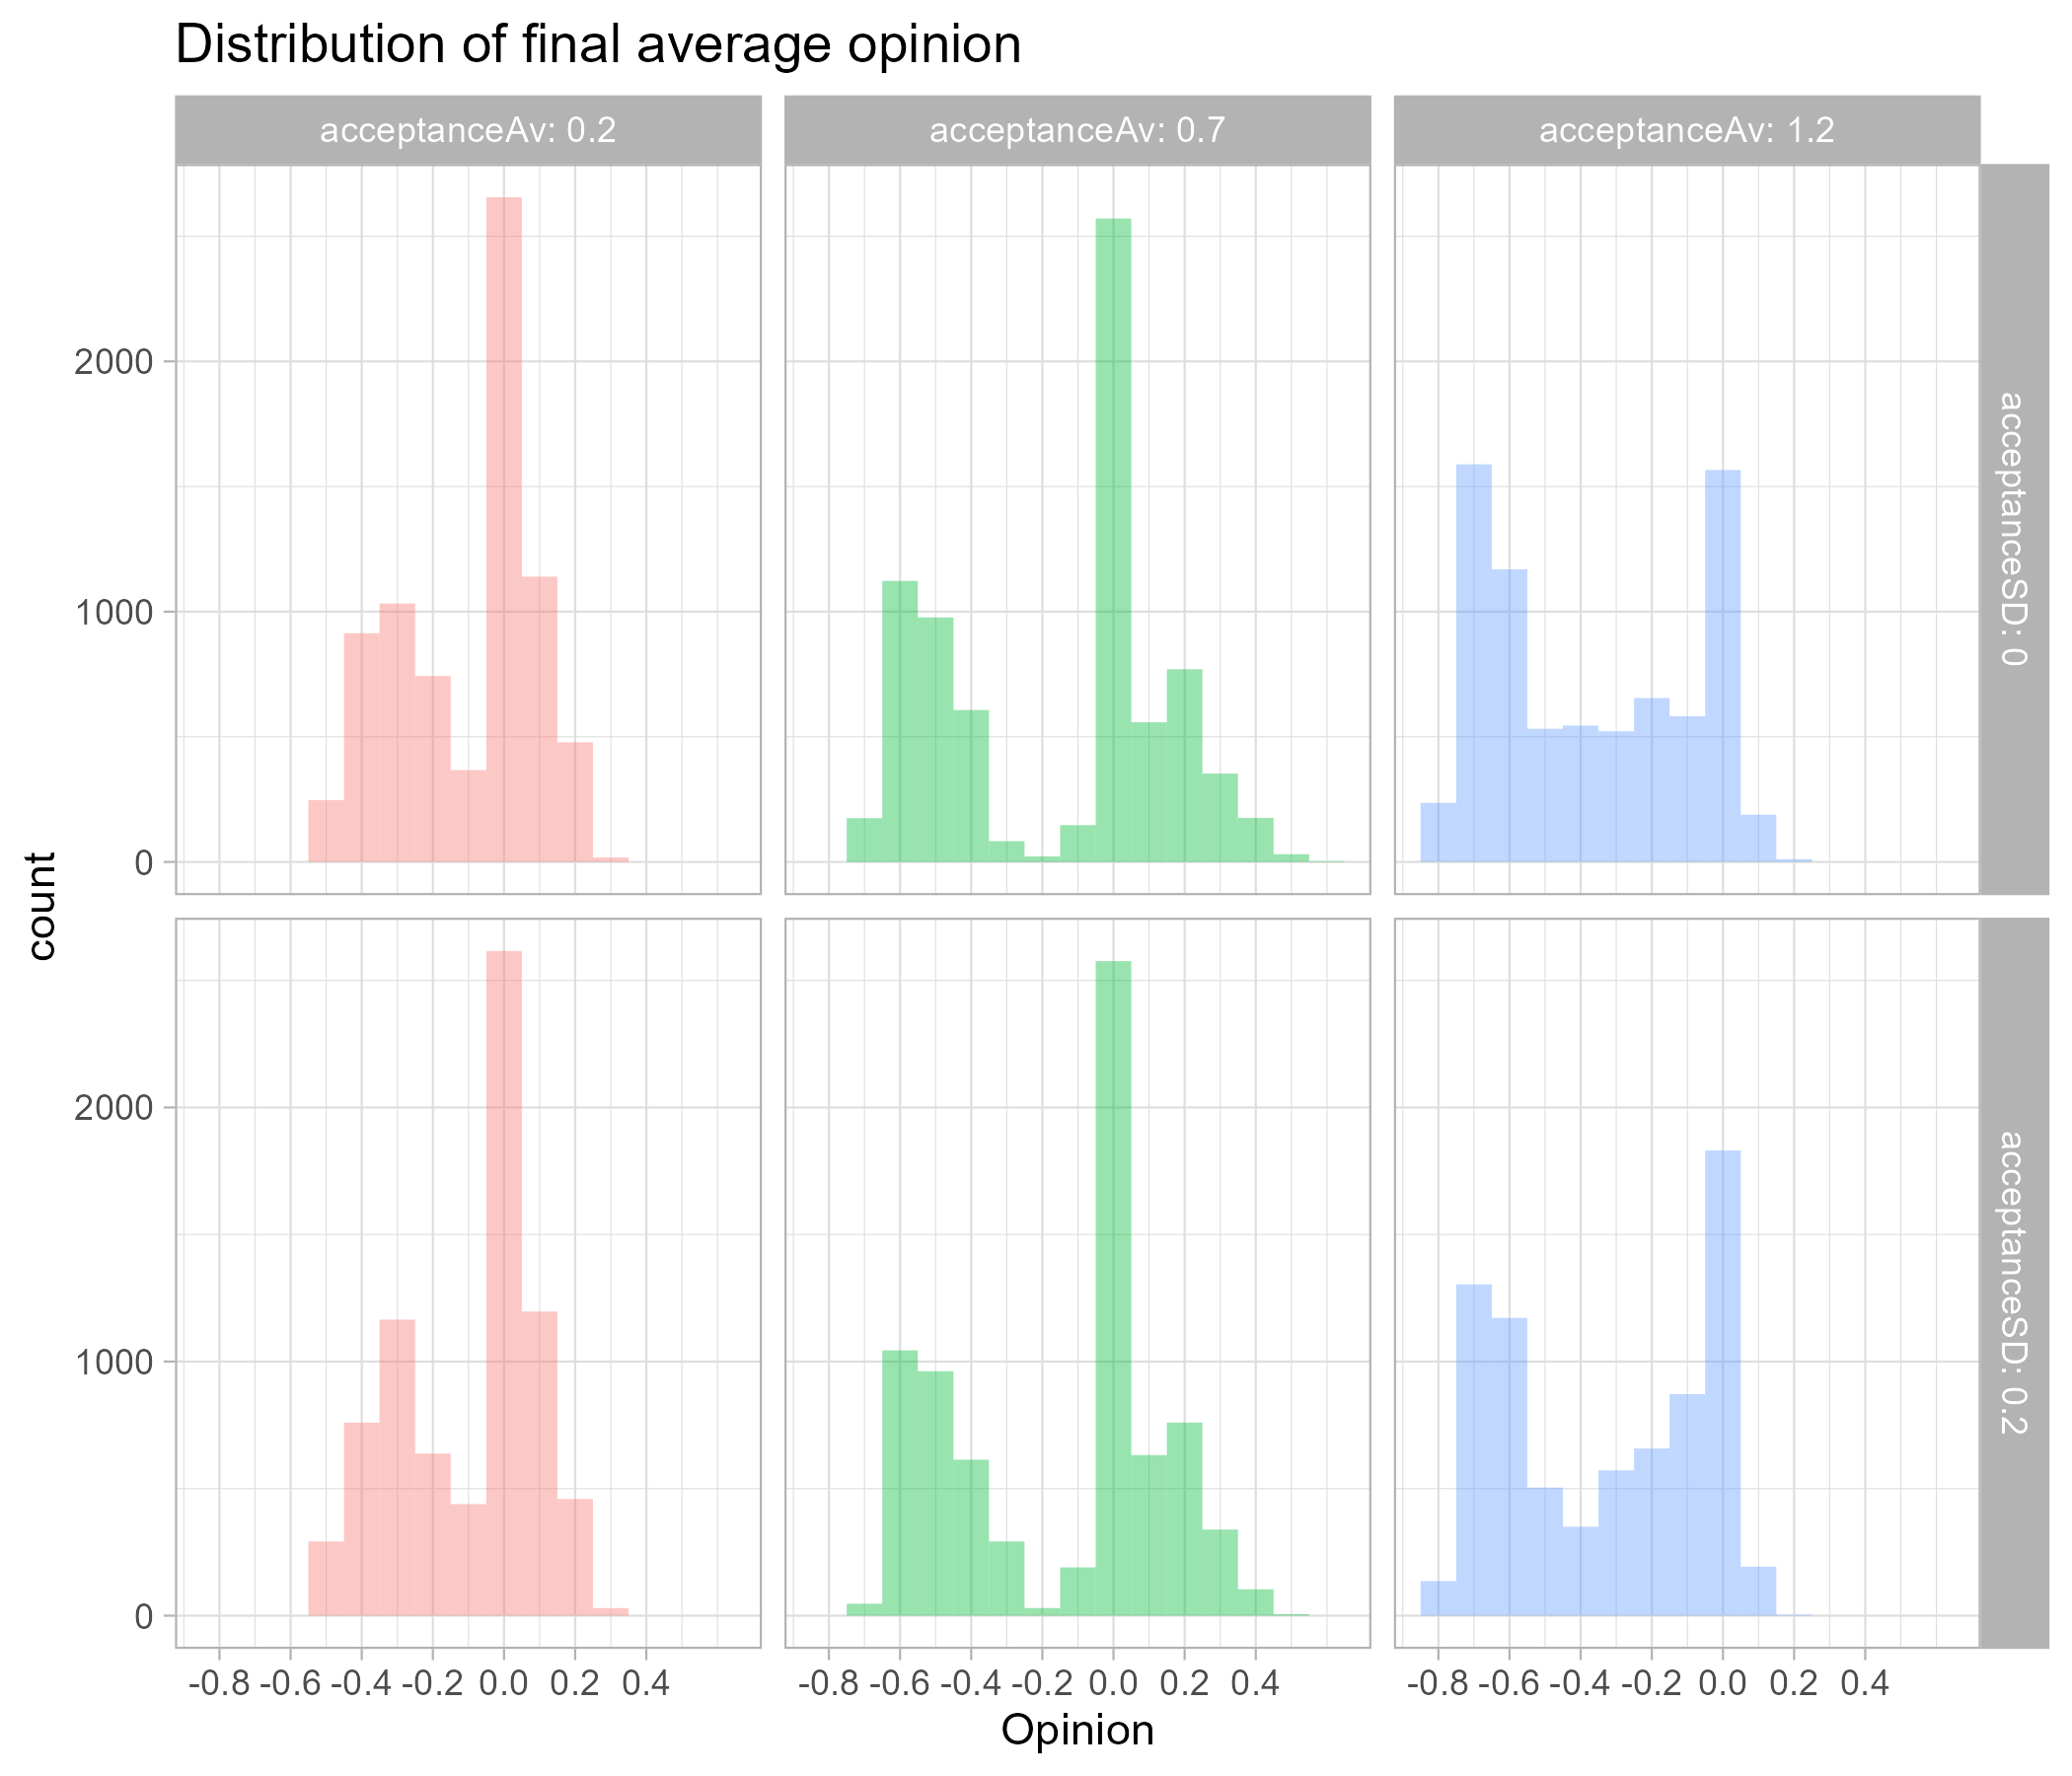 Distribution of final average opinion
acceptanceAv: 0.2
acceptanceAv: 0.7
acceptanceAv: 1.2
2000
1000
0
acceptanceSD: 0
count
2000
1000
0
acceptanceSD: 0.2
-0.8 -0.6 -0.4 -0.2 0.0 0.2 0.4
-0.8 -0.6 -0.4 -0.2 0.0 0.2 0.4
-0.8 -0.6 -0.4 -0.2 0.0 0.2 0.4
Opinion